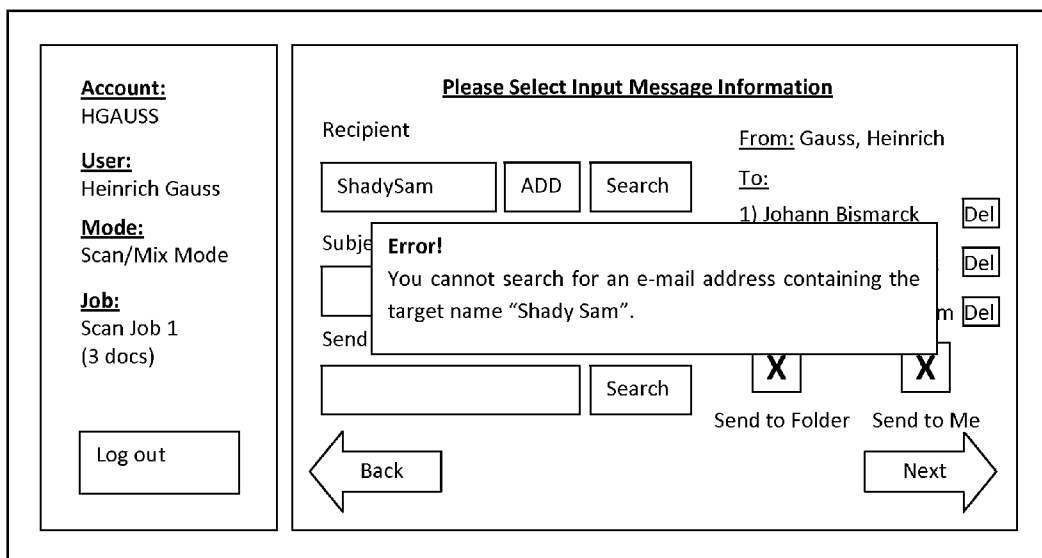 Account:
HGAUSS
User:
Heinrich Gauss
Mode:
Scan/Mix Mode
Job:
Scan Job 1
(3 docs)
Log out
Please Select Input Message Information
Recipient
ShadySam
ADD
Search
Subje
Error!
You cannot search for an e-mail address containing the
target name “Shady Sam”.
Send
Search
From: Gauss, Heinrich
To:
1) Johann Bismarck
Del
Del
m
Del
X
X
Send to Folder
Send to Me
Back
Next